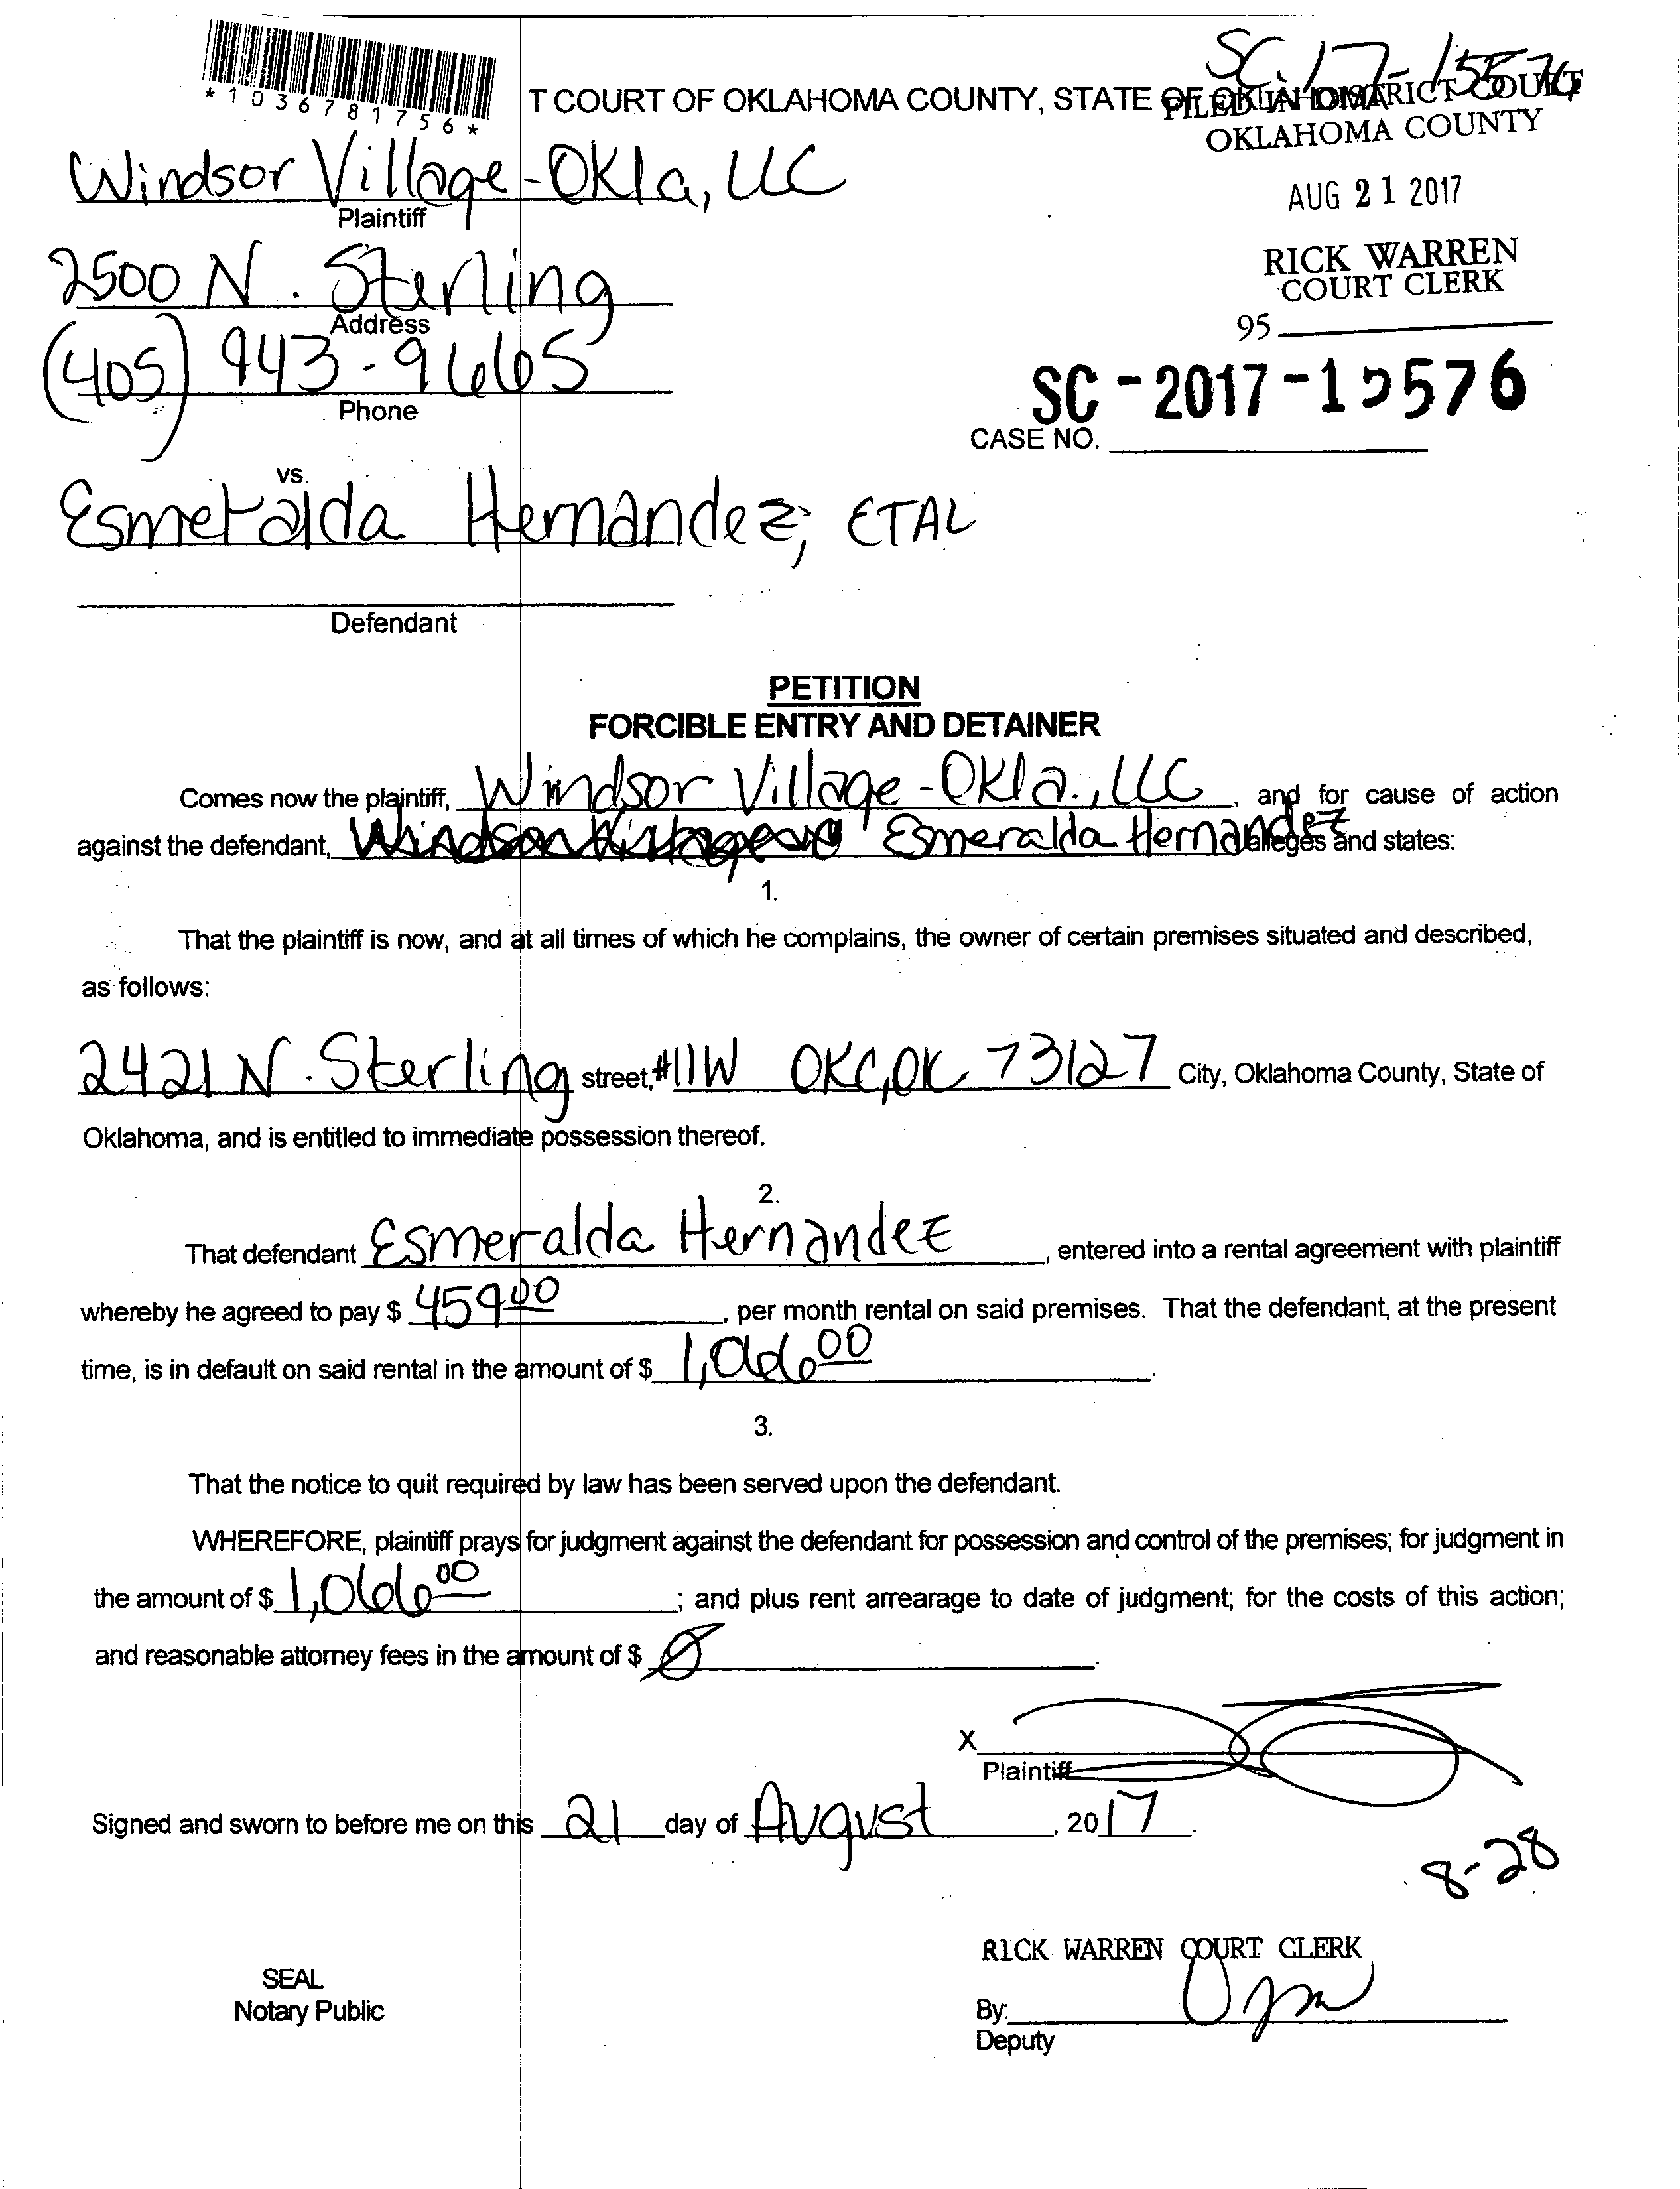 SC-17-15576
*1036781756*
T COURT OF OKLAHOMA COUNTY, STATE OF OKLAHOMA
FILED IN DISTRICT COURT
OKLAHOMA COUNTY
Windsor Village-Okla, LLC
Plaintiff
AUG 21 2017
2500 N. Sterling
Address
RICK WARREN
COURT CLERK
95
(405) 943-9665
Phone
SC-2017-15576
CASE NO.
vs.
Esmeralda Hernandez, ETAL
Defendant
PETITION
FORCIBLE ENTRY AND DETAINER
Comes now the plaintiff, Windsor Village-Okla., LLC, and for cause of action
against the defendant, Esmeralda Hernandez alleges and states:
1.
That the plaintiff is now, and at all times of which he complains, the owner of certain premises situated and described,
as follows:
2421 N. Sterling street, #11W OKC, OK 73127 City, Oklahoma County, State of
Oklahoma, and is entitled to immediate possession thereof.
2.
That defendant Esmeralda Hernandez, entered into a rental agreement with plaintiff
whereby he agreed to pay $ 459 00, per month rental on said premises. That the defendant, at the present
time, is in default on said rental in the amount of $ 1,066 00.
3.
That the notice to quit required by law has been served upon the defendant.
WHEREFORE, plaintiff prays for judgment against the defendant for possession and control of the premises; for judgment in
the amount of $ 1,066 00; and plus rent arrearage to date of judgment; for the costs of this action;
and reasonable attorney fees in the amount of $ Ø.
X
Plaintiff
Signed and sworn to before me on this 21 day of August, 2017.
8-28
RICK WARREN COURT CLERK
SEAL
Notary Public
By:
Deputy